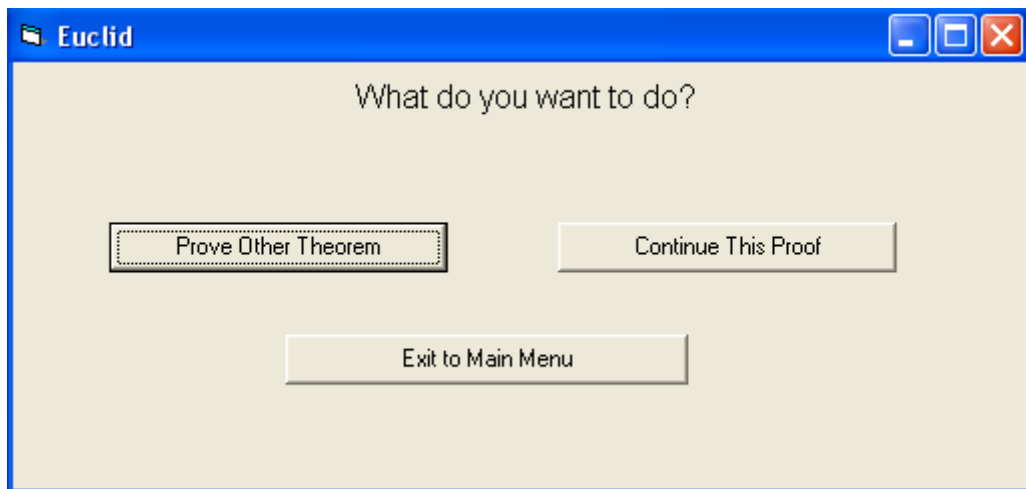 Euclid
What do you want to do?
Prove Other Theorem
Continue This Proof
Exit to Main Menu